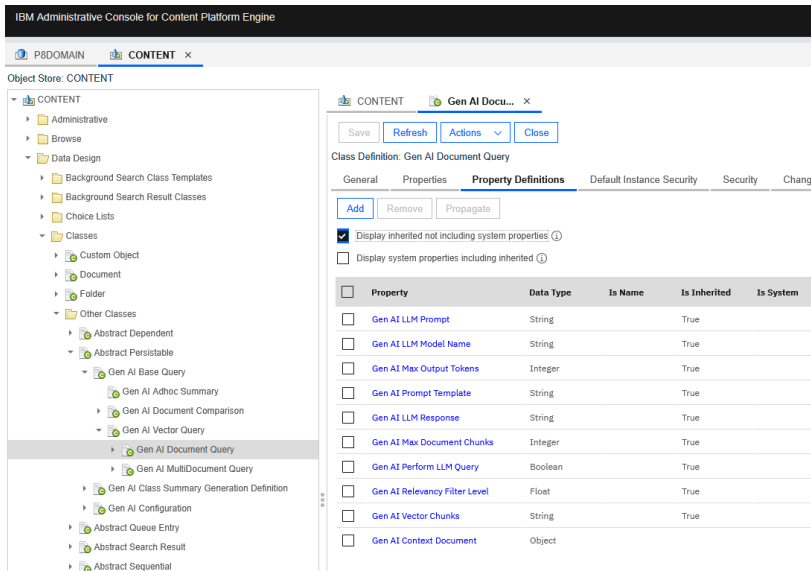 IBM Administrative Console for Content Platform Engine
P8DOMAIN
CONTENT ×
Object Store: CONTENT
CONTENT
Administrative
Browse
Data Design
Background Search Class Templates
Background Search Result Classes
Choice Lists
Classes
Custom Object
Document
Folder
Other Classes
Abstract Dependent
Abstract Persistable
Gen AI Base Query
Gen AI Adhoc Summary
Gen AI Document Comparison
Gen AI Vector Query
Gen AI Document Query
Gen AI MultiDocument Query
Gen AI Class Summary Generation Definition
Gen AI Configuration
Abstract Queue Entry
Abstract Search Result
Abstract Sequential
CONTENT
Gen AI Docu... ×
Save Refresh Actions Close
Class Definition: Gen AI Document Query
General Properties Property Definitions Default Instance Security Security Chang
Add Remove Propagate
Display inherited not including system properties
Display system properties including inherited
Property Data Type Is Name Is Inherited Is System
Gen AI LLM Prompt String True
Gen AI LLM Model Name String True
Gen AI Max Output Tokens Integer True
Gen AI Prompt Template String True
Gen AI LLM Response String True
Gen AI Max Document Chunks Integer True
Gen AI Perform LLM Query Boolean True
Gen AI Relevancy Filter Level Float True
Gen AI Vector Chunks String True
Gen AI Context Document Object